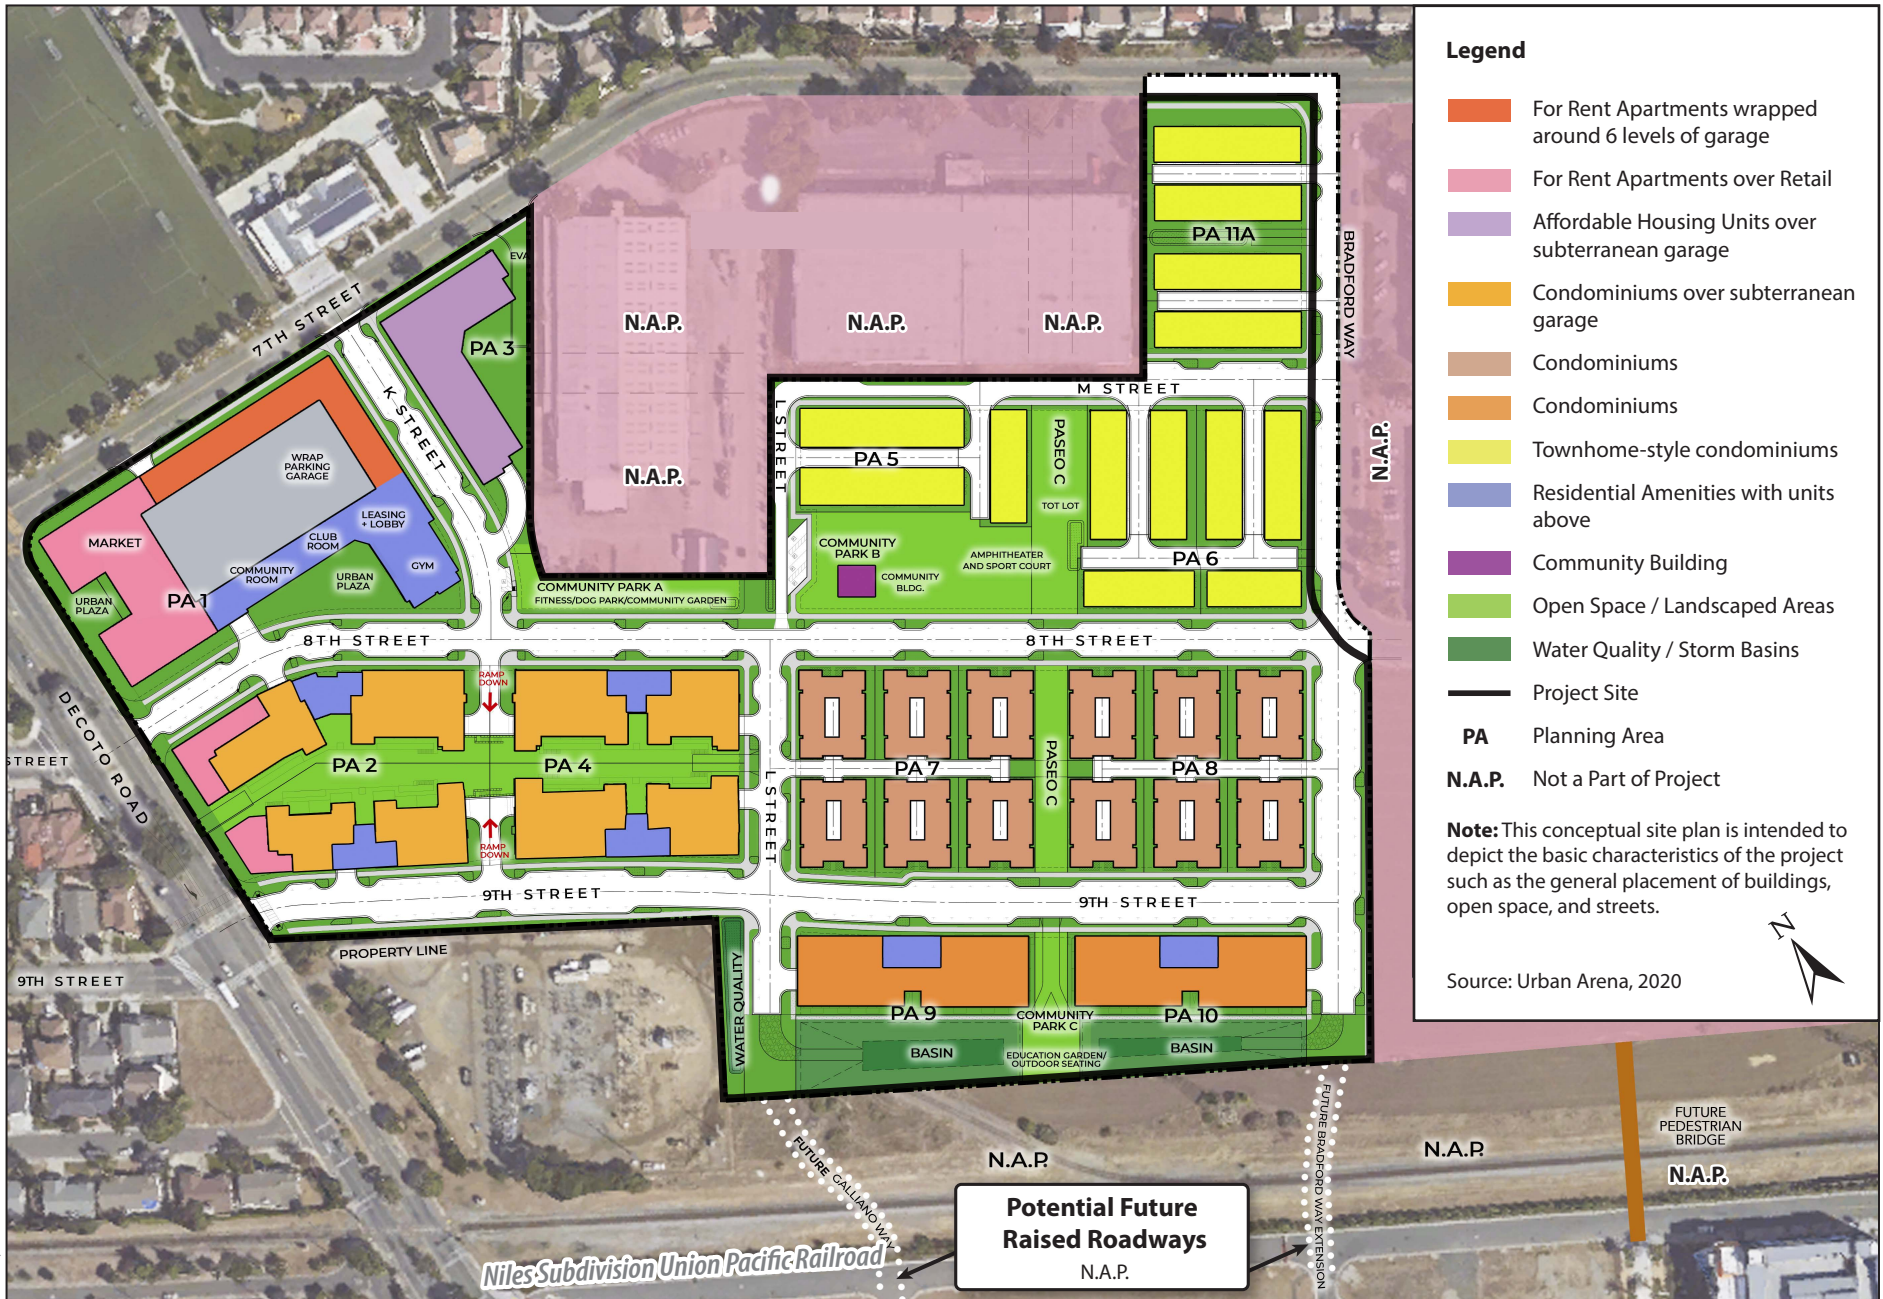 Legend
For Rent Apartments wrapped
around 6 levels of garage
For Rent Apartments over Retail
Affordable Housing Units over
subterranean garage
Condominiums over subterranean
garage
Condominiums
Condominiums
Townhome-style condominiums
Residential Amenities with units
above
Community Building
Open Space / Landscaped Areas
Water Quality / Storm Basins
Project Site
PA Planning Area
N.A.P. Not a Part of Project
Note: This conceptual site plan is intended to
depict the basic characteristics of the project
such as the general placement of buildings,
open space, and streets.
N
Source: Urban Arena, 2020
PA 11A
BRADFORD WAY
EVA
7TH STREET
N.A.P.
N.A.P.
N.A.P.
PA 3
K STREET
M STREET
L STREET
PASEO C
N.A.P.
PA 5
WRAP
PARKING
GARAGE
N.A.P.
TOT LOT
LEASING
+ LOBBY
MARKET
CLUB
ROOM
COMMUNITY
PARK B
AMPHITHEATER
AND SPORT COURT
PA 6
GYM
COMMUNITY
ROOM
URBAN
PLAZA
COMMUNITY
BLDG.
COMMUNITY PARK A
FITNESS/DOG PARK/COMMUNITY GARDEN
URBAN
PLAZA
PA 1
8TH STREET
8TH STREET
RAMP
DOWN
DECOTO ROAD
STREET
PA 2
PA 4
L STREET
PA 7
PASEO C
PA 8
RAMP
DOWN
9TH STREET
9TH STREET
PROPERTY LINE
9TH STREET
WATER QUALITY
PA 9
COMMUNITY
PARK C
PA 10
BASIN
EDUCATION GARDEN/
OUTDOOR SEATING
BASIN
FUTURE GALLIANO WAY
FUTURE BRADFORD WAY EXTENSION
FUTURE
PEDESTRIAN
BRIDGE
N.A.P.
N.A.P.
N.A.P.
Potential Future
Raised Roadways
N.A.P.
Niles Subdivision Union Pacific Railroad